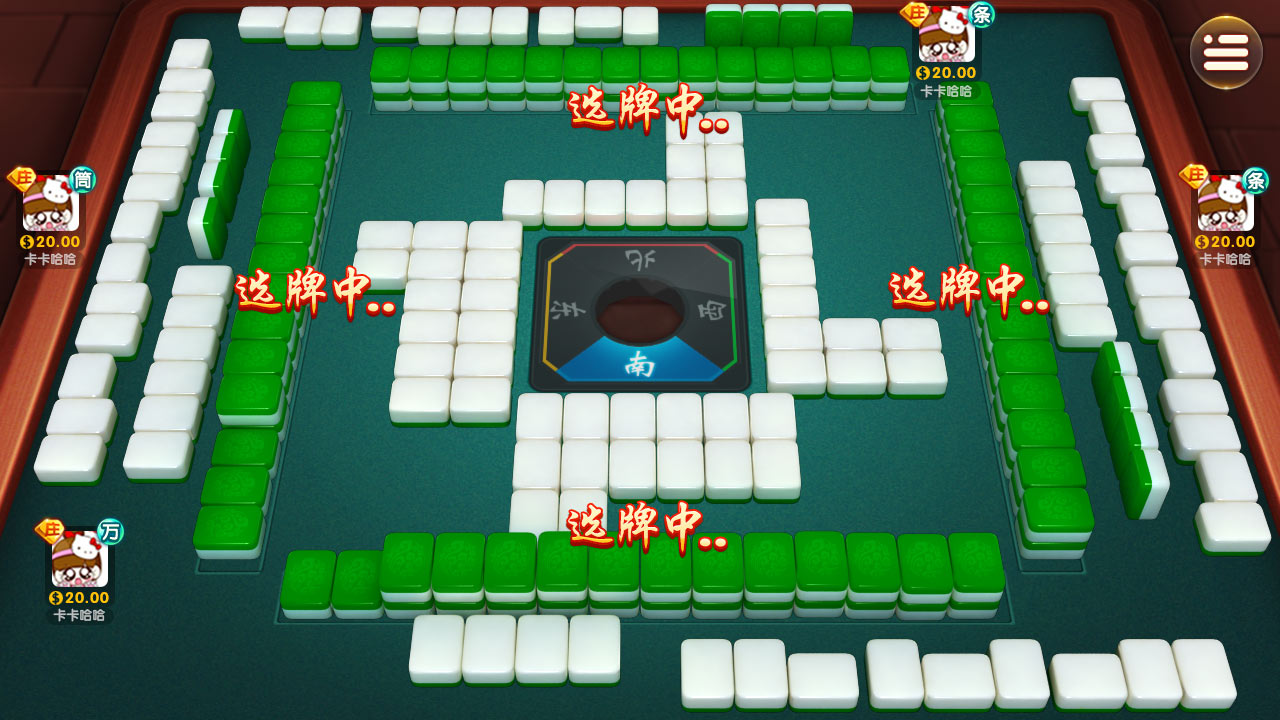 庄
条
$20.00
卡卡哈哈
选牌中..
庄
筒
$20.00
卡卡哈哈
庄
条
$20.00
卡卡哈哈
选牌中..
选牌中..
北
东
西
南
选牌中..
庄
万
$20.00
卡卡哈哈